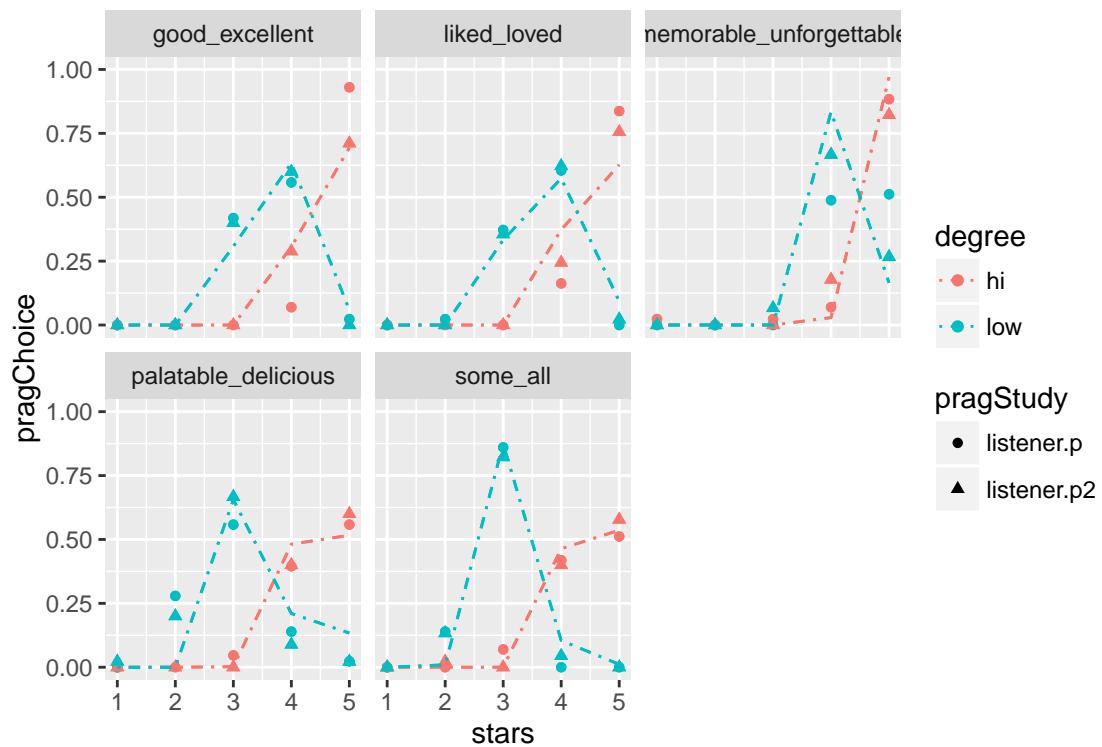 good_excellent
liked_loved
memorable_unforgettable
1.00
0.75
0.50
0.25
0.00
pragChoice
palatable_delicious
some_all
1.00
0.75
0.50
0.25
0.00
1 2 3 4 5
1 2 3 4 5
stars
degree
hi
low
pragStudy
listener.p
listener.p2